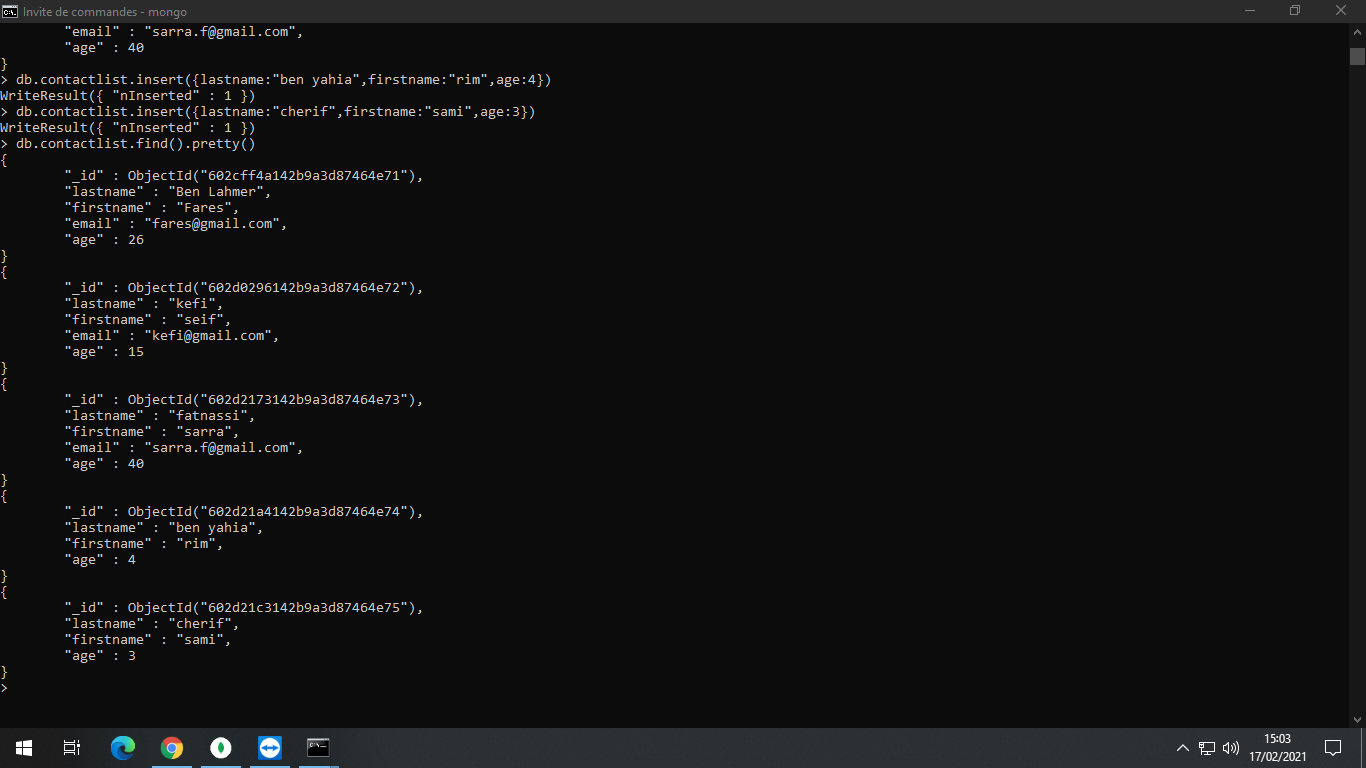 Invite de commandes - mongo
"email" : "sarra.f@gmail.com",
"age" : 40
}
> db.contactlist.insert({lastname:"ben yahia",firstname:"rim",age:4})
WriteResult({ "nInserted" : 1 })
> db.contactlist.insert({lastname:"cherif",firstname:"sami",age:3})
WriteResult({ "nInserted" : 1 })
> db.contactlist.find().pretty()
{
"_id" : ObjectId("602cff4a142b9a3d87464e71"),
"lastname" : "Ben Lahmer",
"firstname" : "Fares",
"email" : "fares@gmail.com",
"age" : 26
}
{
"_id" : ObjectId("602d0296142b9a3d87464e72"),
"lastname" : "kefi",
"firstname" : "seif",
"email" : "kefi@gmail.com",
"age" : 15
}
{
"_id" : ObjectId("602d2173142b9a3d87464e73"),
"lastname" : "fatnassi",
"firstname" : "sarra",
"email" : "sarra.f@gmail.com",
"age" : 40
}
{
"_id" : ObjectId("602d21a4142b9a3d87464e74"),
"lastname" : "ben yahia",
"firstname" : "rim",
"age" : 4
}
{
"_id" : ObjectId("602d21c3142b9a3d87464e75"),
"lastname" : "cherif",
"firstname" : "sami",
"age" : 3
}
>
15:03
17/02/2021